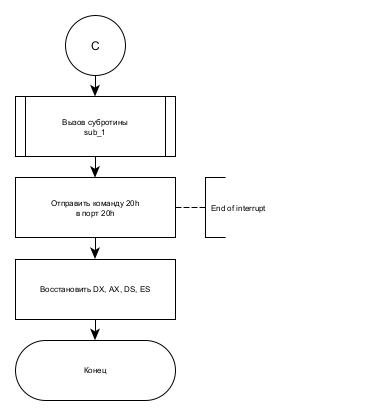 C
Вызов субротины
sub_1
Отправить команду 20h
в порт 20h
End of interrupt
Восстановить DX, AX, DS, ES
Конец